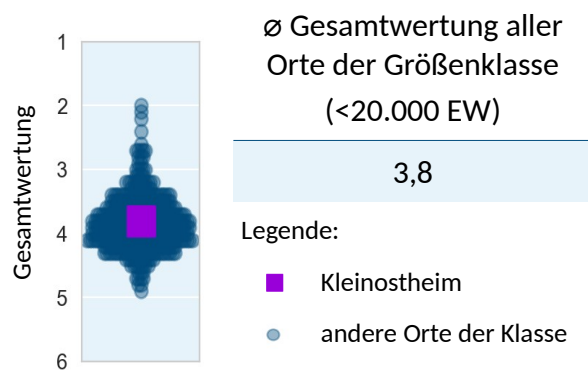 Gesamtwertung
1
2
3
4
5
6
⌀ Gesamtwertung aller
Orte der Größenklasse
(<20.000 EW)
3,8
Legende:
Kleinostheim
andere Orte der Klasse